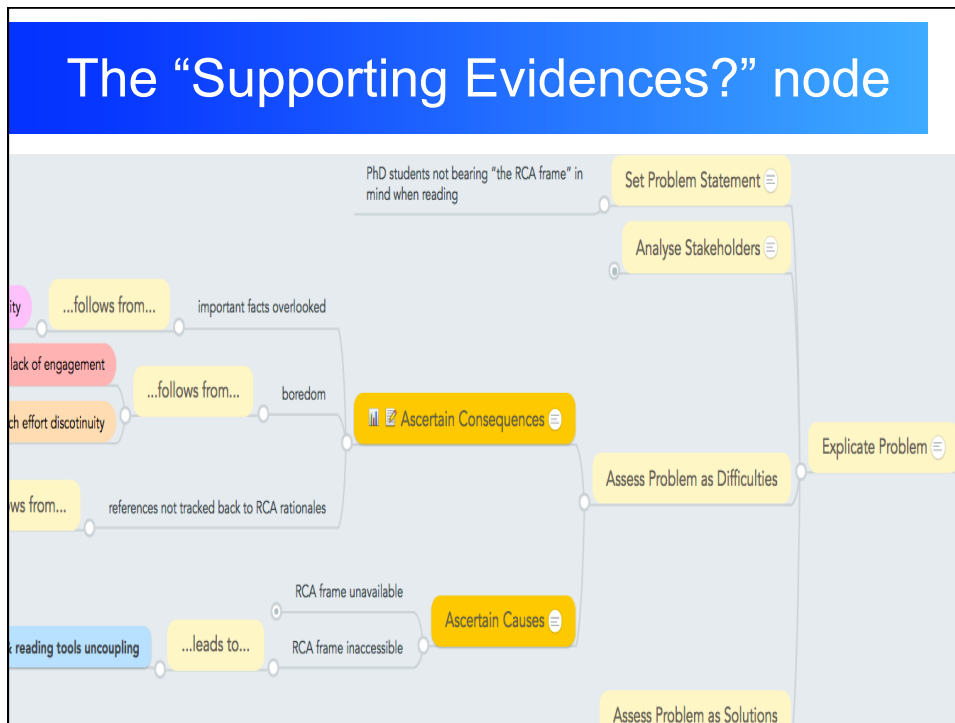 The “Supporting Evidences?” node
PhD students not bearing “the RCA frame” in
mind when reading
Set Problem Statement
Analyse Stakeholders
ity
...follows from...
important facts overlooked
lack of engagement
...follows from...
boredom
ch effort discotinuity
Ascertain Consequences
Explicate Problem
Assess Problem as Difficulties
ws from...
references not tracked back to RCA rationales
RCA frame unavailable
Ascertain Causes
& reading tools uncoupling
...leads to...
RCA frame inaccessible
Assess Problem as Solutions